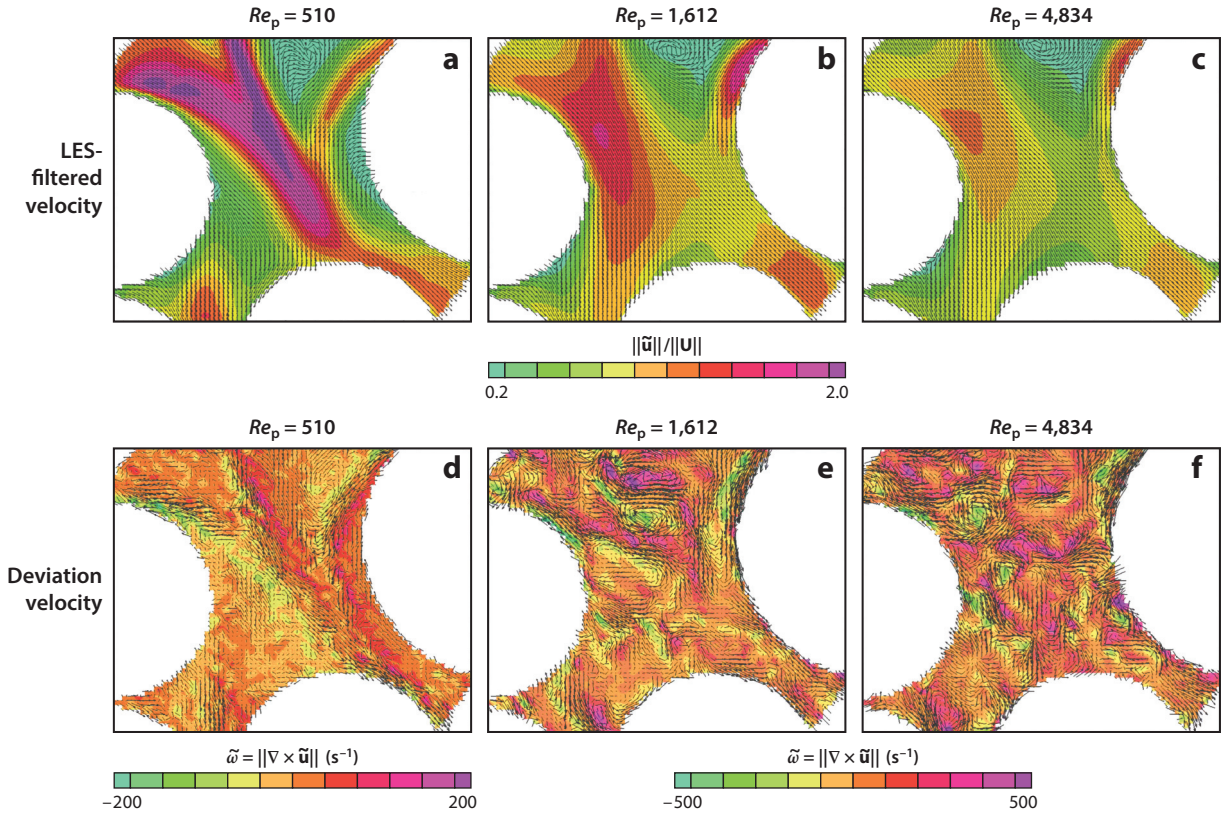 Re_p = 510
Re_p = 1,612
Re_p = 4,834
a
b
c
LES-
filtered
velocity
||ũ||/||U||
0.2
2.0
Re_p = 510
Re_p = 1,612
Re_p = 4,834
d
e
f
Deviation
velocity
ω̃ = ||∇ × ũ|| (s⁻¹)
−200
200
ω̃ = ||∇ × ũ|| (s⁻¹)
−500
500